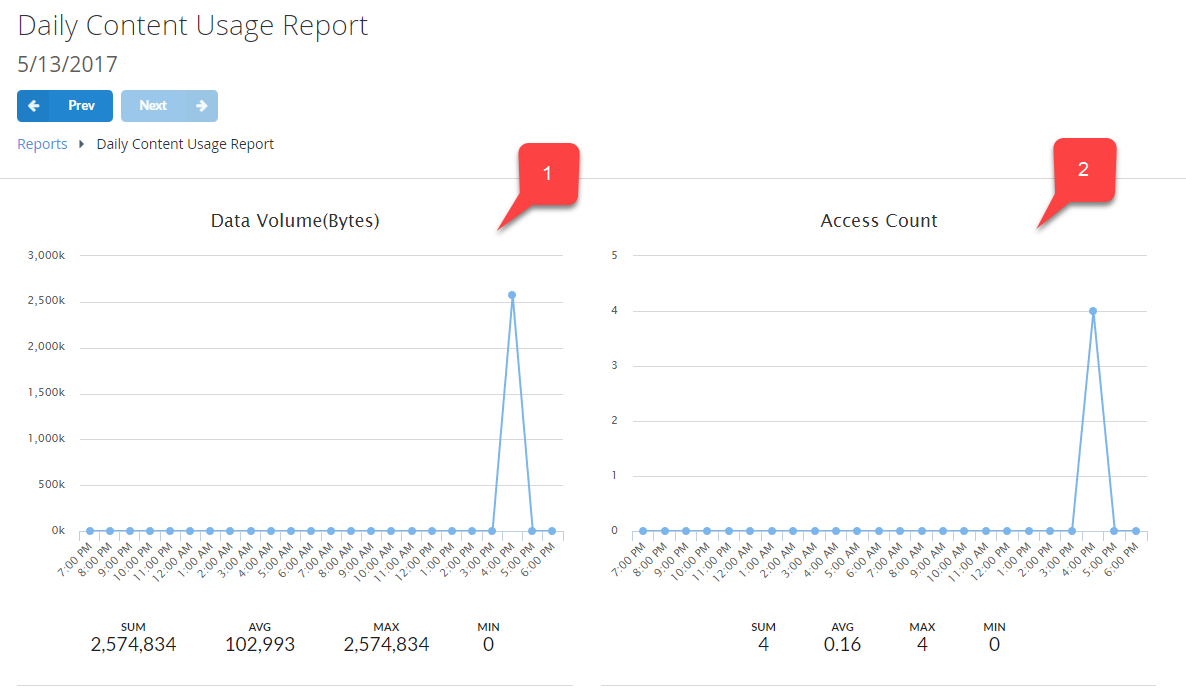 Daily Content Usage Report
5/13/2017
Prev
Next
Reports
Daily Content Usage Report
1
2
Data Volume(Bytes)
3,000k
2,500k
2,000k
1,500k
1,000k
500k
0k
7:00 PM
8:00 PM
9:00 PM
10:00 PM
11:00 PM
12:00 AM
1:00 AM
2:00 AM
3:00 AM
4:00 AM
5:00 AM
6:00 AM
7:00 AM
8:00 AM
9:00 AM
10:00 AM
11:00 AM
12:00 PM
1:00 PM
2:00 PM
3:00 PM
4:00 PM
5:00 PM
6:00 PM
SUM
2,574,834
AVG
102,993
MAX
2,574,834
MIN
0
Access Count
5
4
3
2
1
0
7:00 PM
8:00 PM
9:00 PM
10:00 PM
11:00 PM
12:00 AM
1:00 AM
2:00 AM
3:00 AM
4:00 AM
5:00 AM
6:00 AM
7:00 AM
8:00 AM
9:00 AM
10:00 AM
11:00 AM
12:00 PM
1:00 PM
2:00 PM
3:00 PM
4:00 PM
5:00 PM
6:00 PM
SUM
4
AVG
0.16
MAX
4
MIN
0